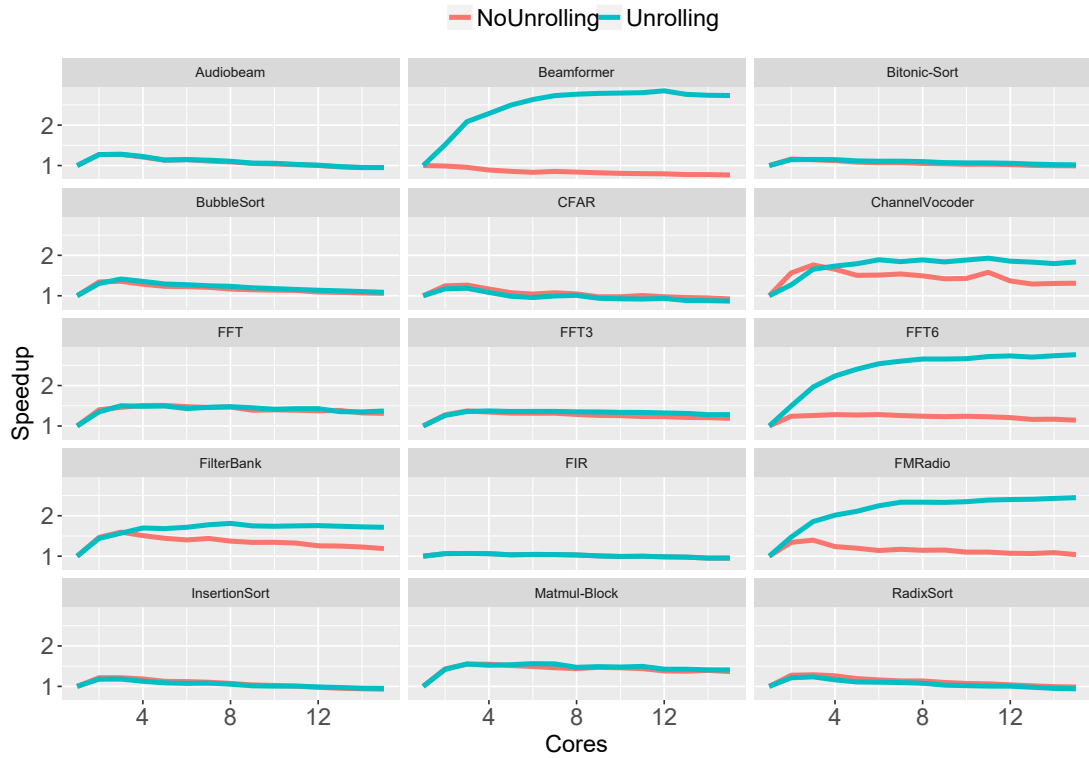 NoUnrolling Unrolling
Audiobeam Beamformer Bitonic-Sort
2
1
BubbleSort CFAR ChannelVocoder
2
1
FFT FFT3 FFT6
2
1
Speedup
FilterBank FIR FMRadio
2
1
InsertionSort Matmul-Block RadixSort
2
1
4 8 12 4 8 12 4 8 12
Cores